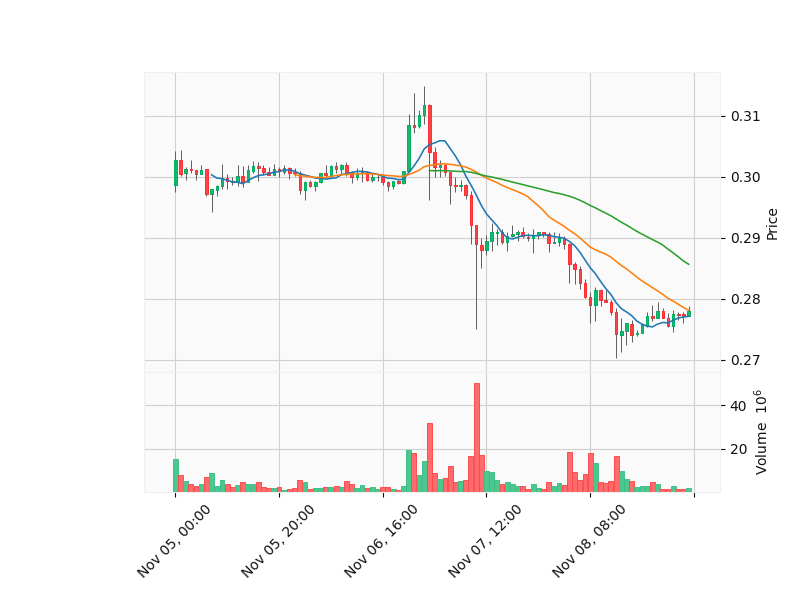 0.31
0.30
0.29
0.28
0.27
Price
40
20
Volume 10^6
Nov 05, 00:00
Nov 05, 20:00
Nov 06, 16:00
Nov 07, 12:00
Nov 08, 08:00